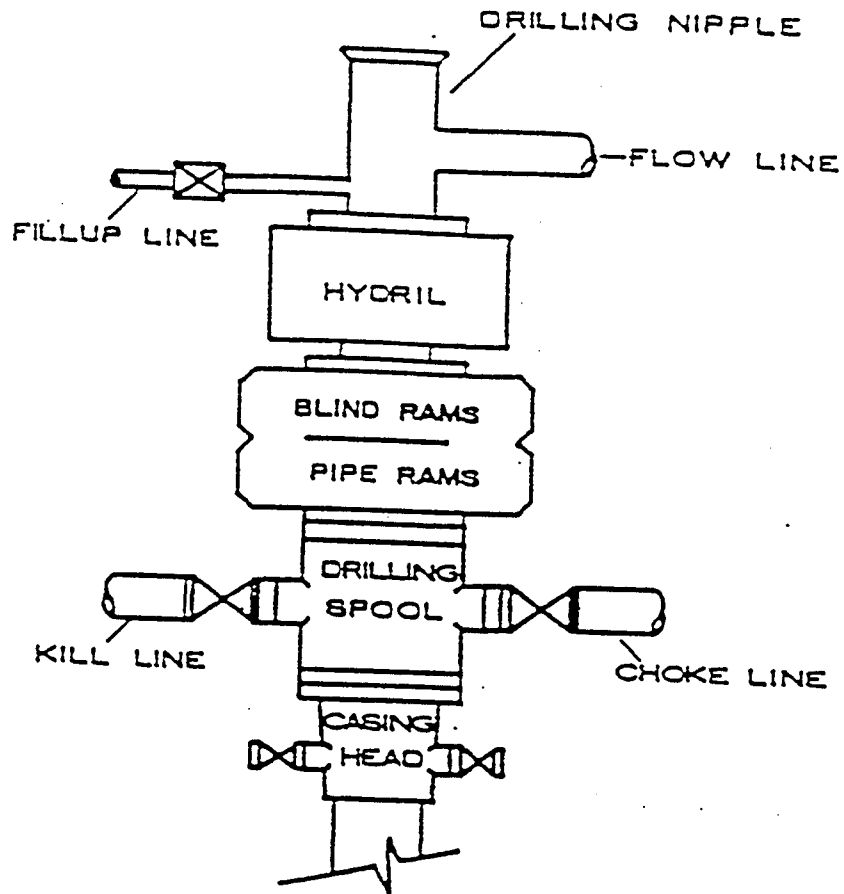 DRILLING NIPPLE
FLOW LINE
FILLUP LINE
HYDRIL
BLIND RAMS
PIPE RAMS
DRILLING
SPOOL
KILL LINE
CHOKE LINE
CASING
HEAD